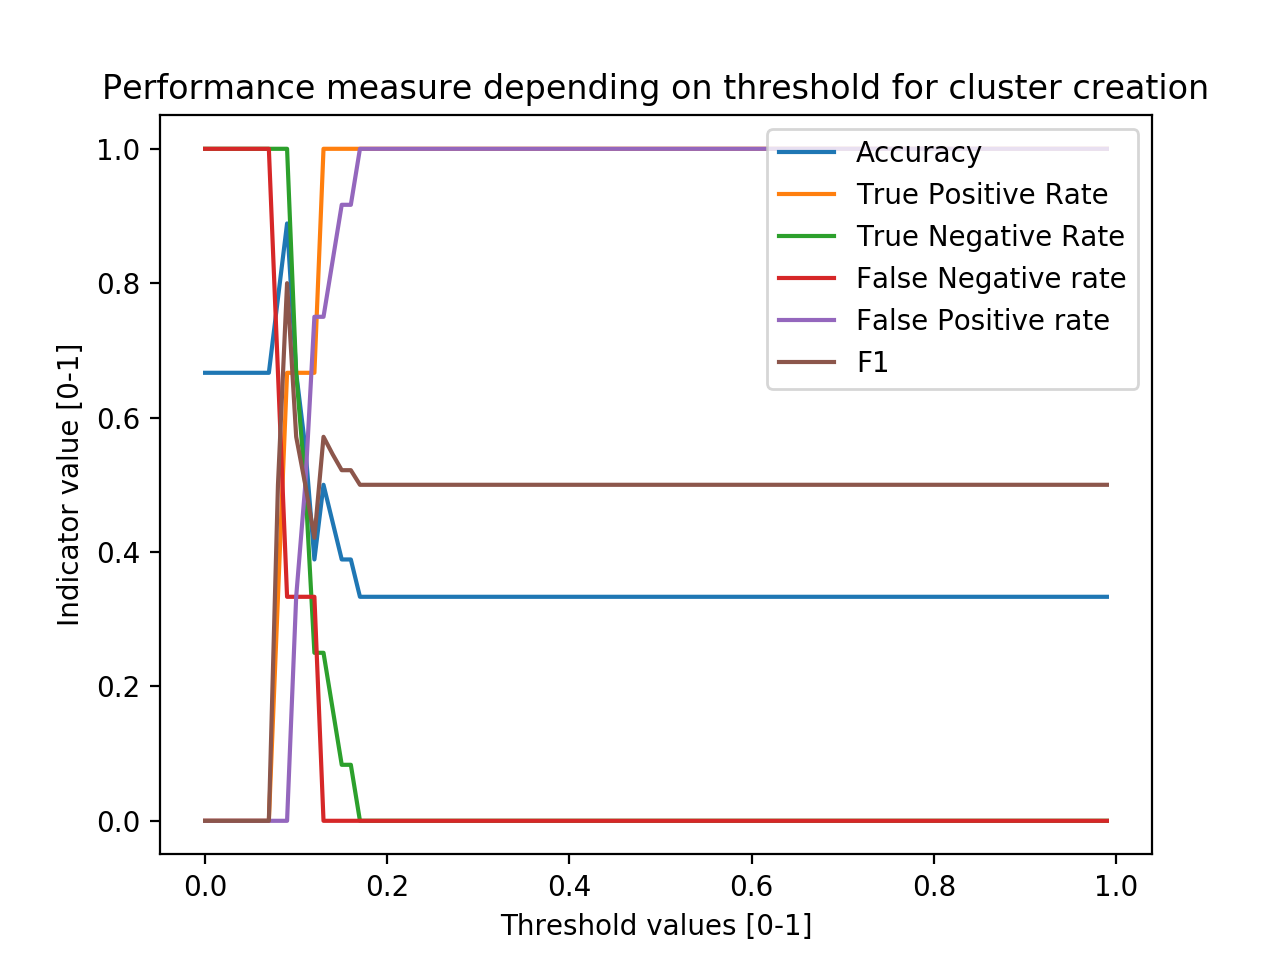 Performance measure depending on threshold for cluster creation
1.0
0.8
0.6
0.4
0.2
0.0
Indicator value [0-1]
Accuracy
True Positive Rate
True Negative Rate
False Negative rate
False Positive rate
F1
0.0 0.2 0.4 0.6 0.8 1.0
Threshold values [0-1]